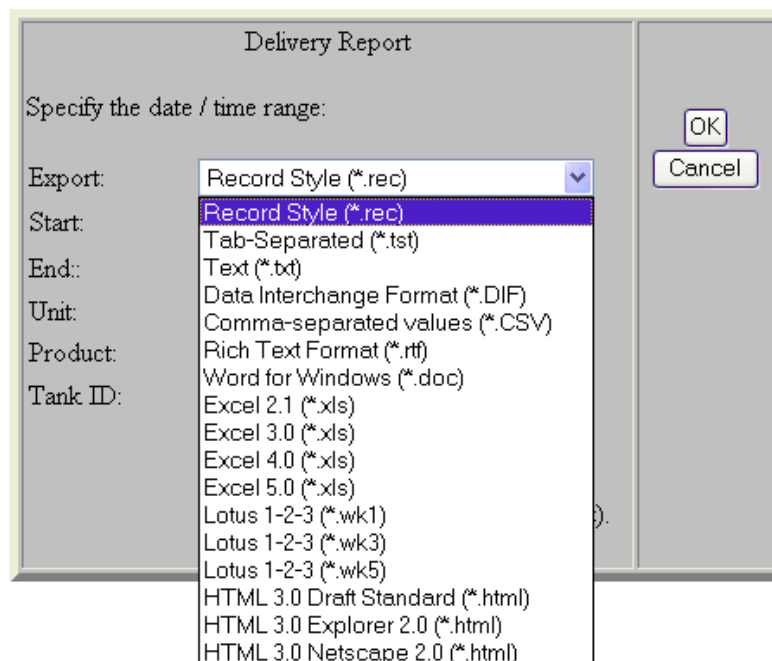 Delivery Report
Specify the date / time range:
OK
Cancel
Export:
Record Style (*.rec)
Start:
End::
Unit:
Product:
Tank ID:
Record Style (*.rec)
Tab-Separated (*.tst)
Text (*.txt)
Data Interchange Format (*.DIF)
Comma-separated values (*.CSV)
Rich Text Format (*.rtf)
Word for Windows (*.doc)
Excel 2.1 (*.xls)
Excel 3.0 (*.xls)
Excel 4.0 (*.xls)
Excel 5.0 (*.xls)
Lotus 1-2-3 (*.wk1)
Lotus 1-2-3 (*.wk3)
Lotus 1-2-3 (*.wk5)
HTML 3.0 Draft Standard (*.html)
HTML 3.0 Explorer 2.0 (*.html)
HTML 3.0 Netscape 2.0 (*.html)